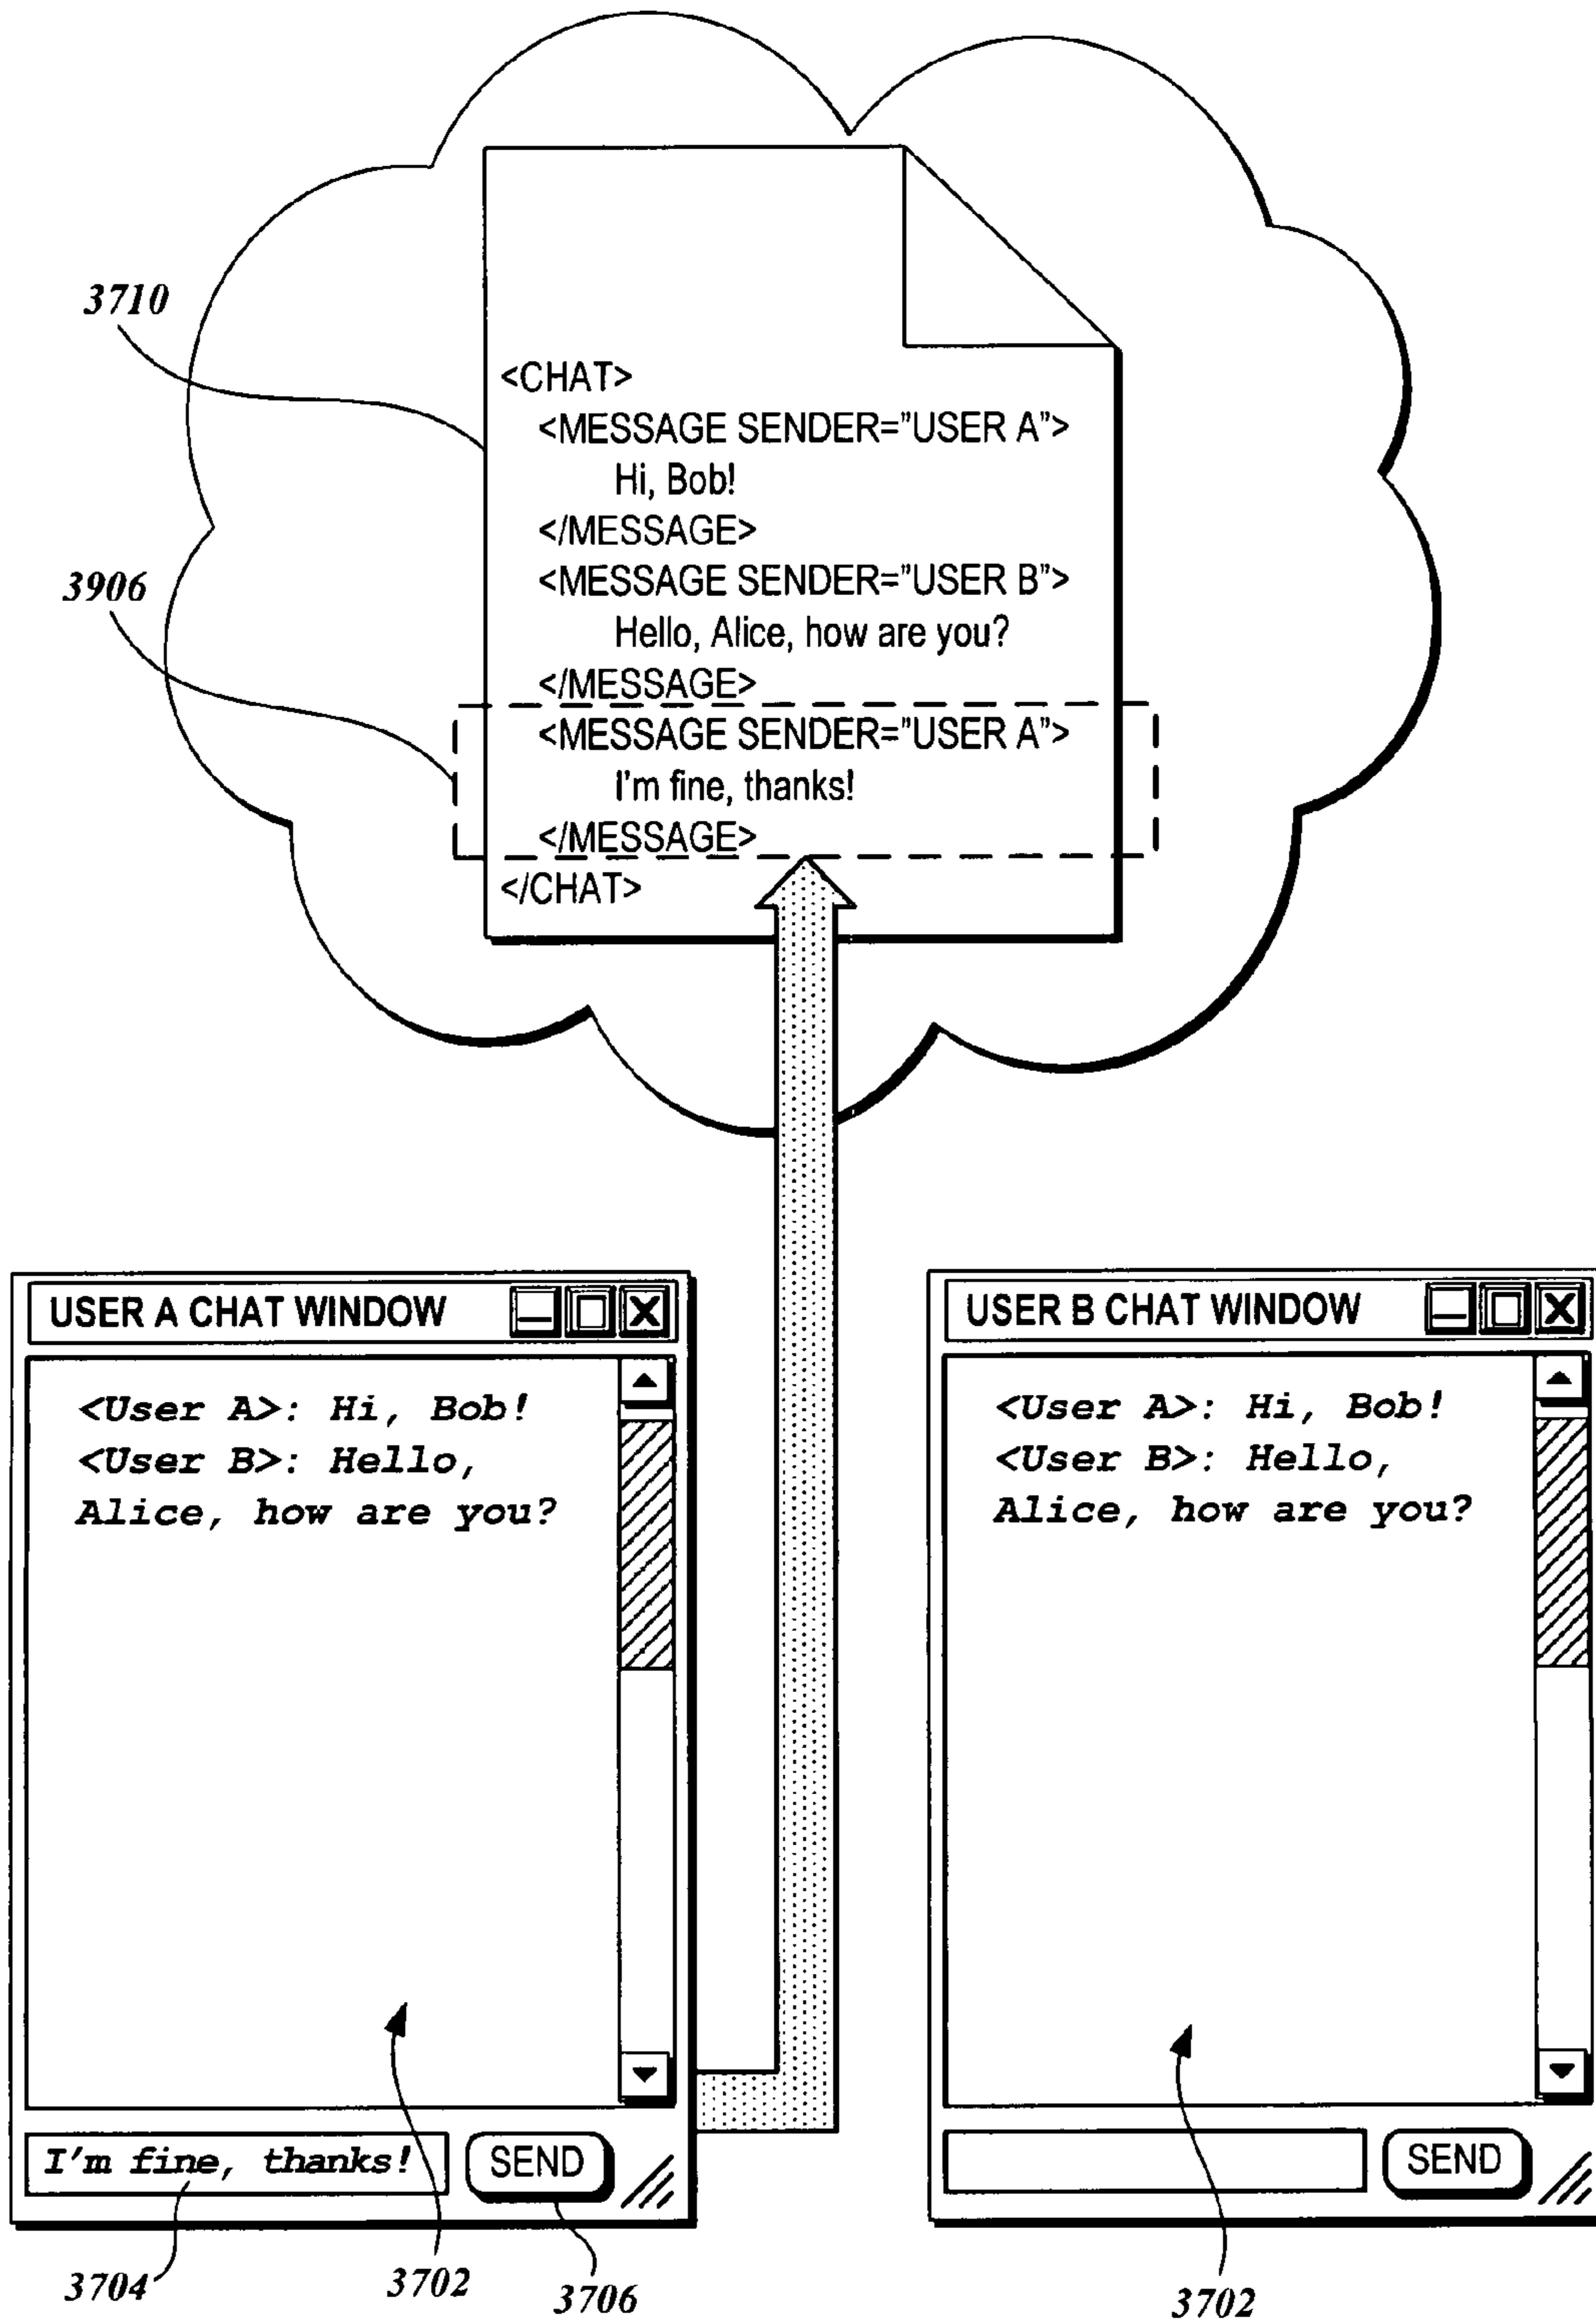 3710
<CHAT>
<MESSAGE SENDER="USER A">
Hi, Bob!
</MESSAGE>
3906
<MESSAGE SENDER="USER B">
Hello, Alice, how are you?
</MESSAGE>
<MESSAGE SENDER="USER A">
I'm fine, thanks!
</MESSAGE>
</CHAT>
USER A CHAT WINDOW
<User A>: Hi, Bob!
<User B>: Hello,
Alice, how are you?
I'm fine, thanks!
SEND
3704
3702
3706
USER B CHAT WINDOW
<User A>: Hi, Bob!
<User B>: Hello,
Alice, how are you?
SEND
3702